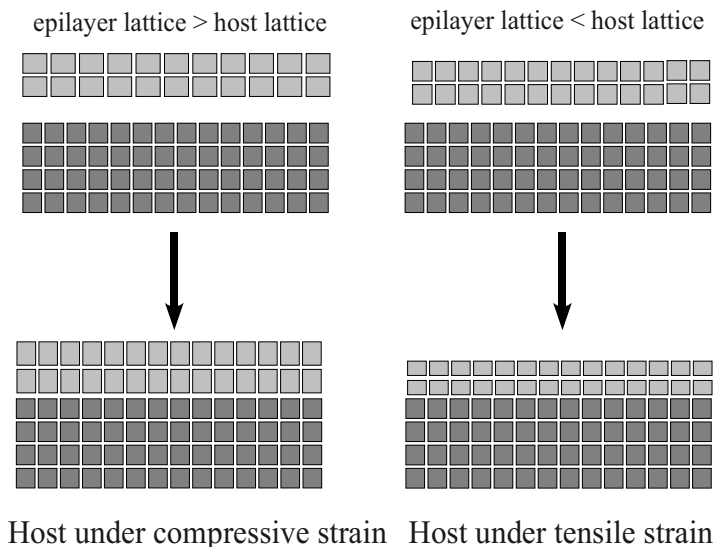 epilayer lattice > host lattice
epilayer lattice < host lattice
Host under compressive strain
Host under tensile strain